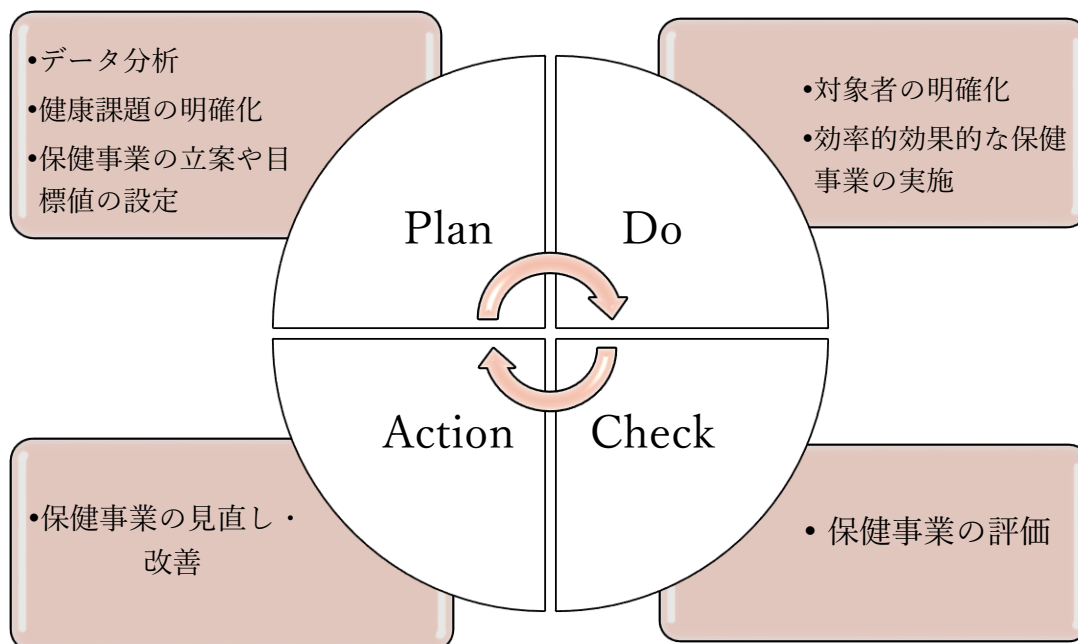 •データ分析
•健康課題の明確化
•保健事業の立案や目
標値の設定
•対象者の明確化
•効率的効果的な保健
事業の実施
Plan
Do
Action
Check
•保健事業の見直し・
改善
• 保健事業の評価